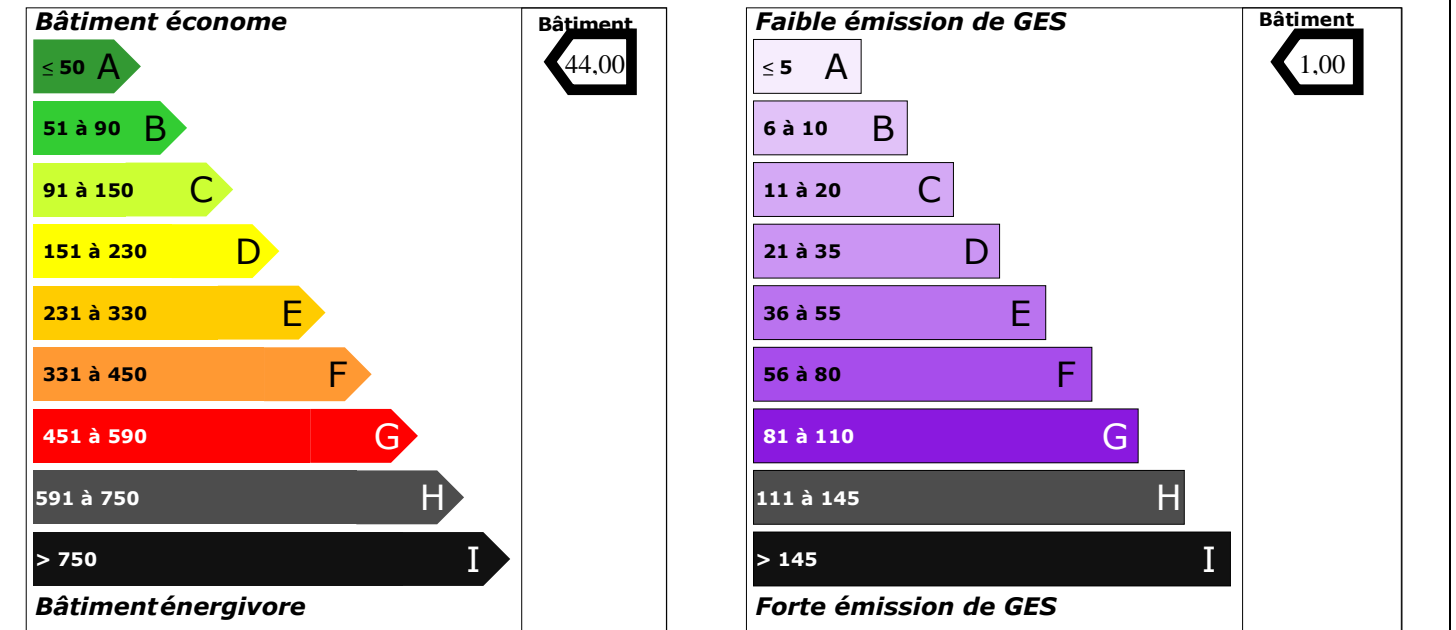 Bâtiment économe
Bâtiment
≤ 50 A
44,00
51 à 90 B
91 à 150 C
151 à 230 D
231 à 330 E
331 à 450 F
451 à 590 G
591 à 750 H
> 750 I
Bâtiment énergivore
Faible émission de GES
Bâtiment
≤ 5 A
1,00
6 à 10 B
11 à 20 C
21 à 35 D
36 à 55 E
56 à 80 F
81 à 110 G
111 à 145 H
> 145 I
Forte émission de GES